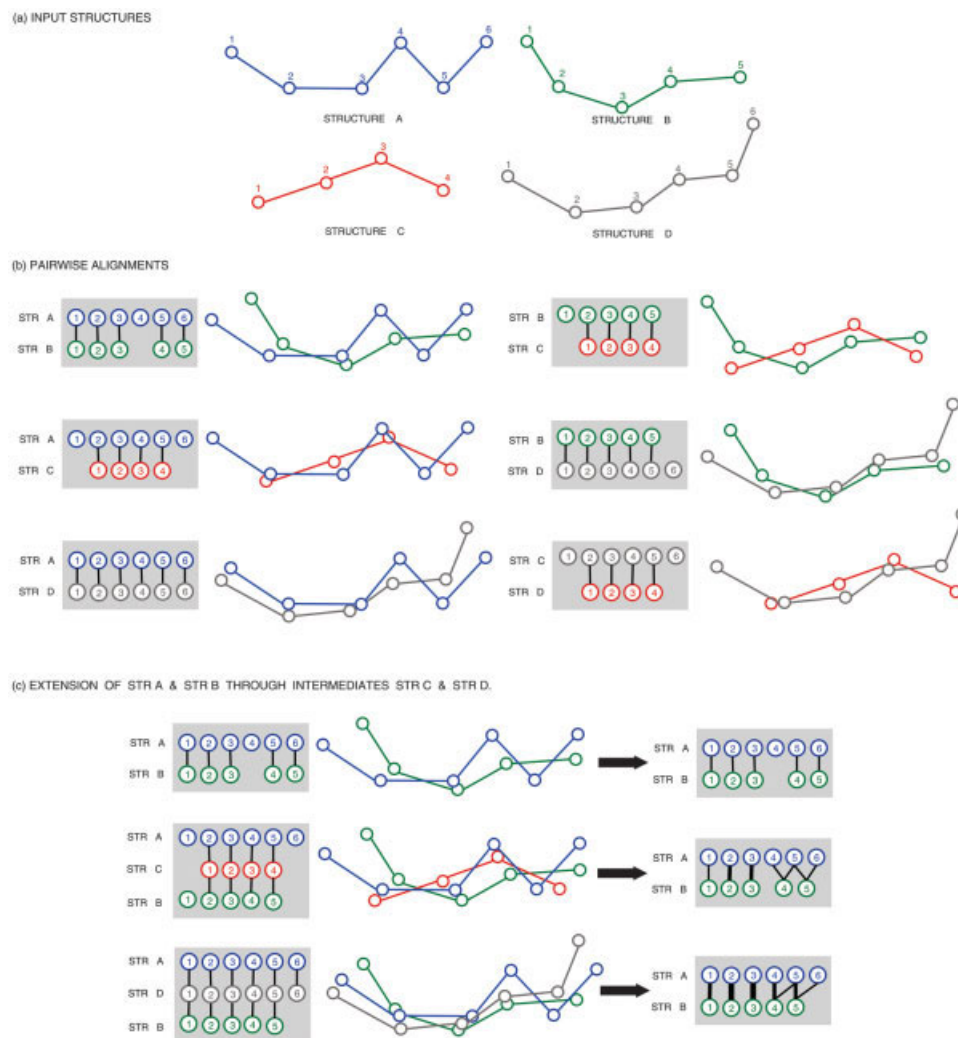 (a) INPUT STRUCTURES
1 2 3 4 5 6
STRUCTURE A
1 2 3 4 5
STRUCTURE B
1 2 3 4
STRUCTURE C
1 2 3 4 5 6
STRUCTURE D
(b) PAIRWISE ALIGNMENTS
STR A 1 2 3 4 5 6
STR B 1 2 3 4 5
STR B 1 2 3 4 5
STR C 1 2 3 4
STR A 1 2 3 4 5 6
STR C 1 2 3 4
STR B 1 2 3 4 5
STR D 1 2 3 4 5 6
STR A 1 2 3 4 5 6
STR D 1 2 3 4 5 6
STR C 1 2 3 4 5 6
STR D 1 2 3 4
(c) EXTENSION OF STR A & STR B THROUGH INTERMEDIATES STR C & STR D.
STR A 1 2 3 4 5 6
STR B 1 2 3 4 5
STR A 1 2 3 4 5 6
STR B 1 2 3 4 5
STR A 1 2 3 4 5 6
STR C 1 2 3 4
STR B 1 2 3 4 5
STR A 1 2 3 4 5 6
STR B 1 2 3 4 5
STR A 1 2 3 4 5 6
STR D 1 2 3 4 5 6
STR B 1 2 3 4 5
STR A 1 2 3 4 5 6
STR B 1 2 3 4 5